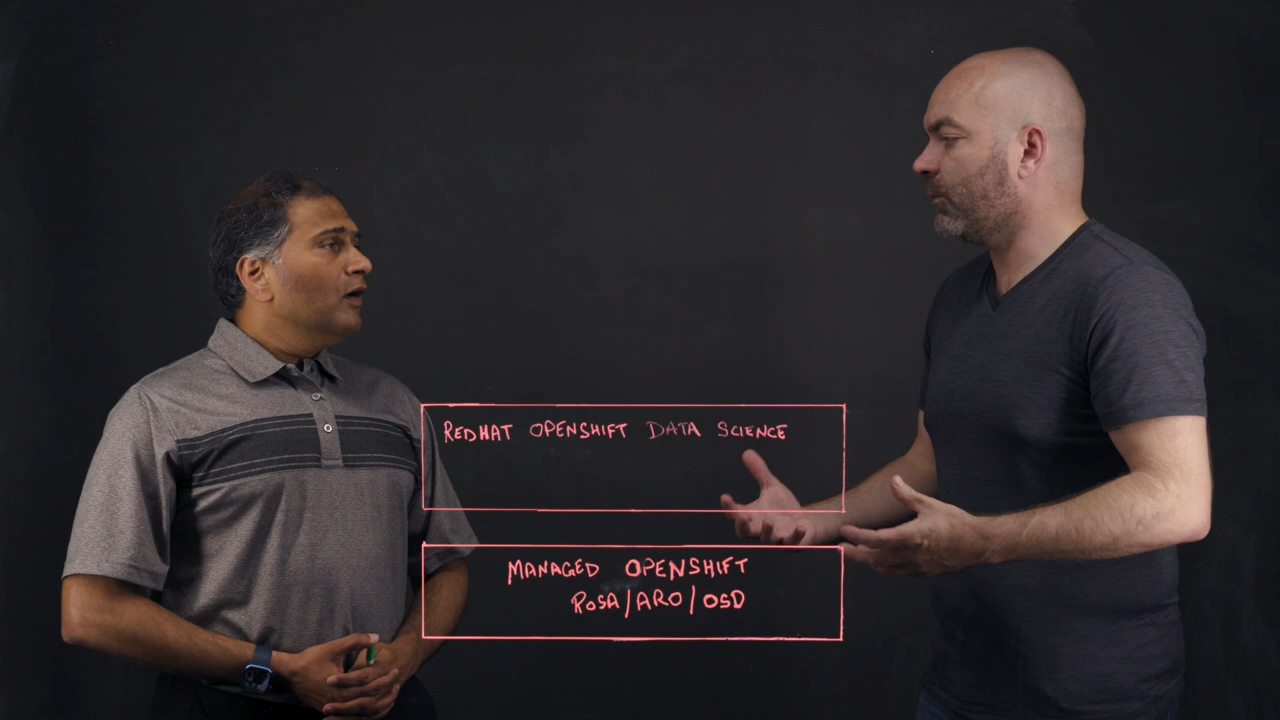 REDHAT OPENSHIFT DATA SCIENCE
MANAGED OPENSHIFT
ROSA/ARO/OSD